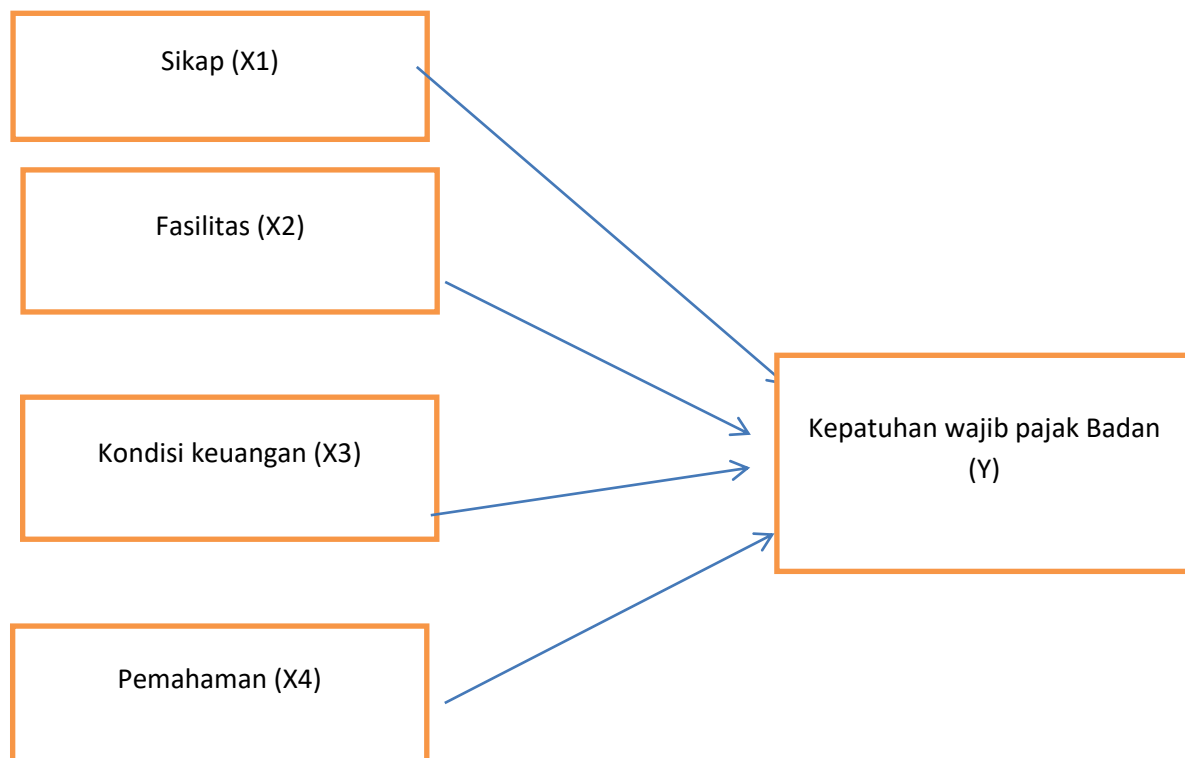 Sikap (X1)
Fasilitas (X2)
Kondisi keuangan (X3)
Kepatuhan wajib pajak Badan
(Y)
Pemahaman (X4)